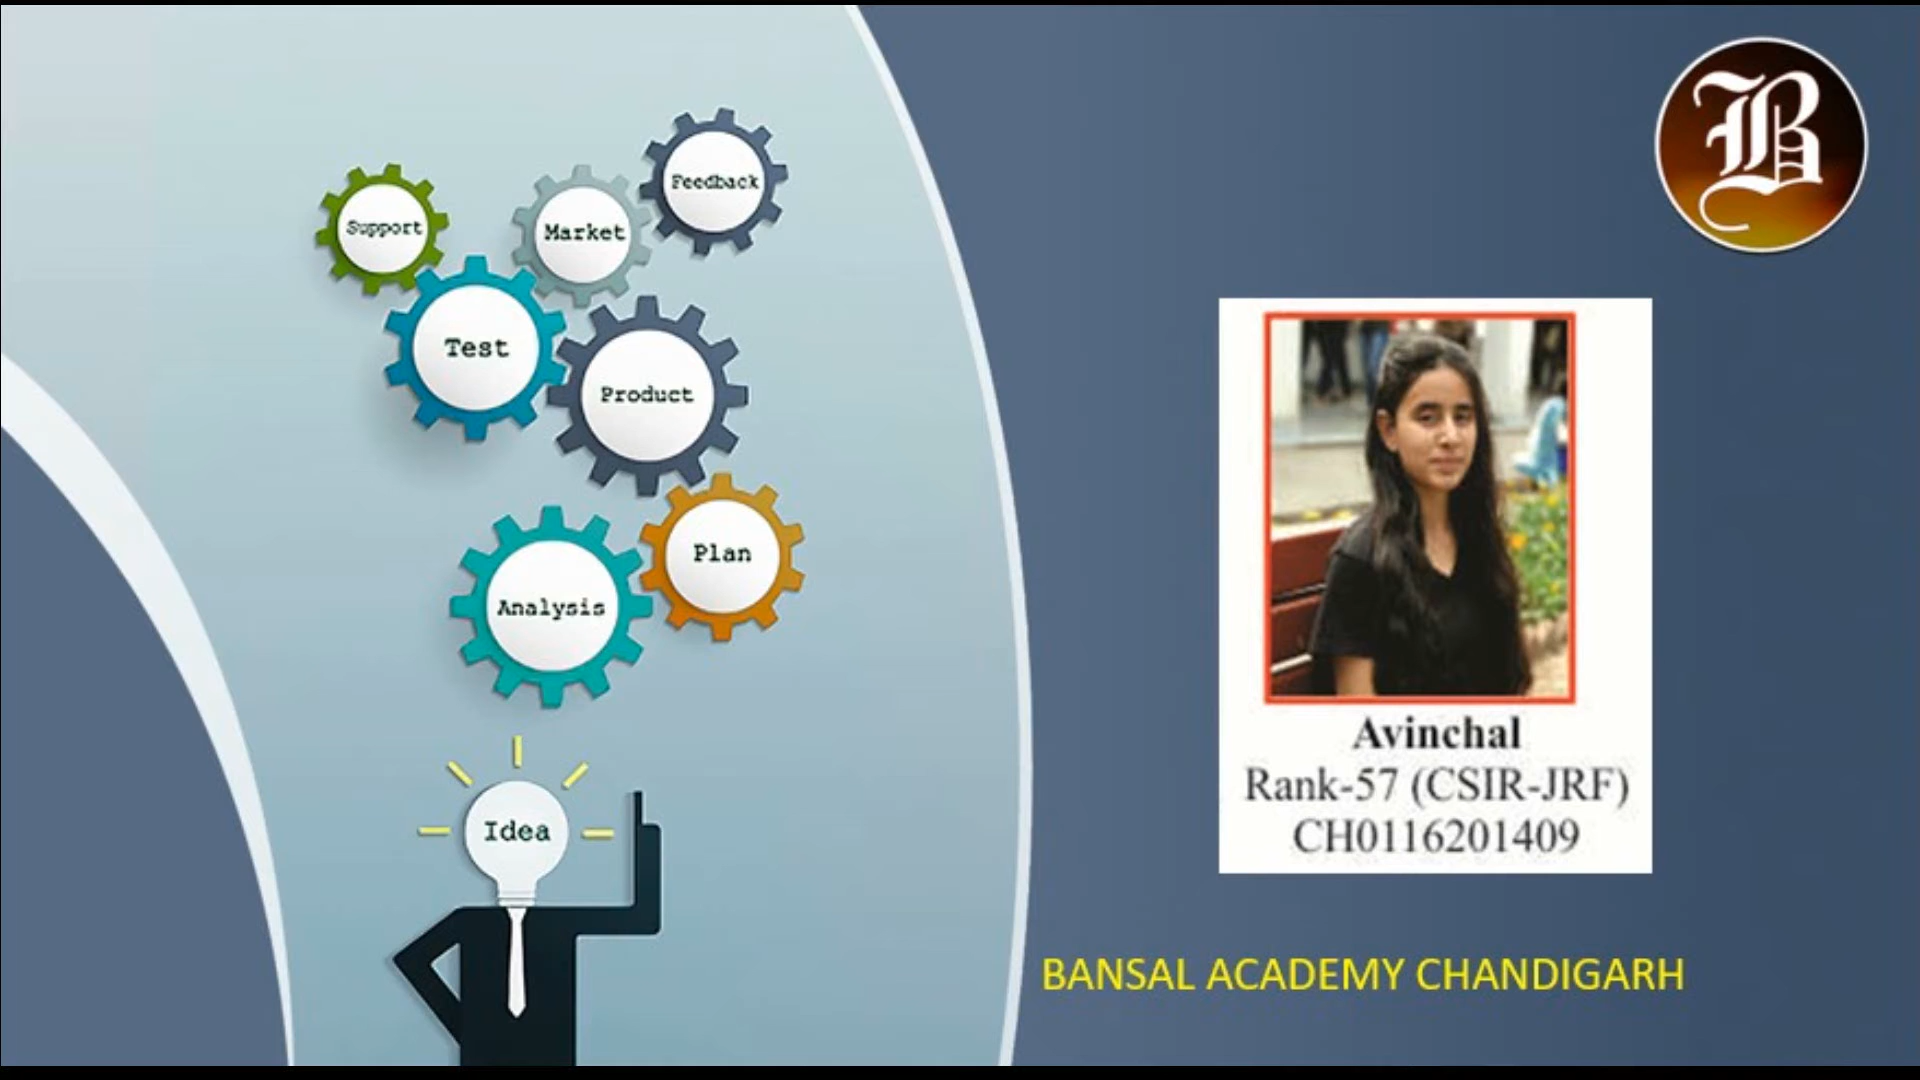 Feedback
Support
Market
Test
Product
Plan
Analysis
Idea
B
Avinchal
Rank-57 (CSIR-JRF)
CH0116201409
BANSAL ACADEMY CHANDIGARH